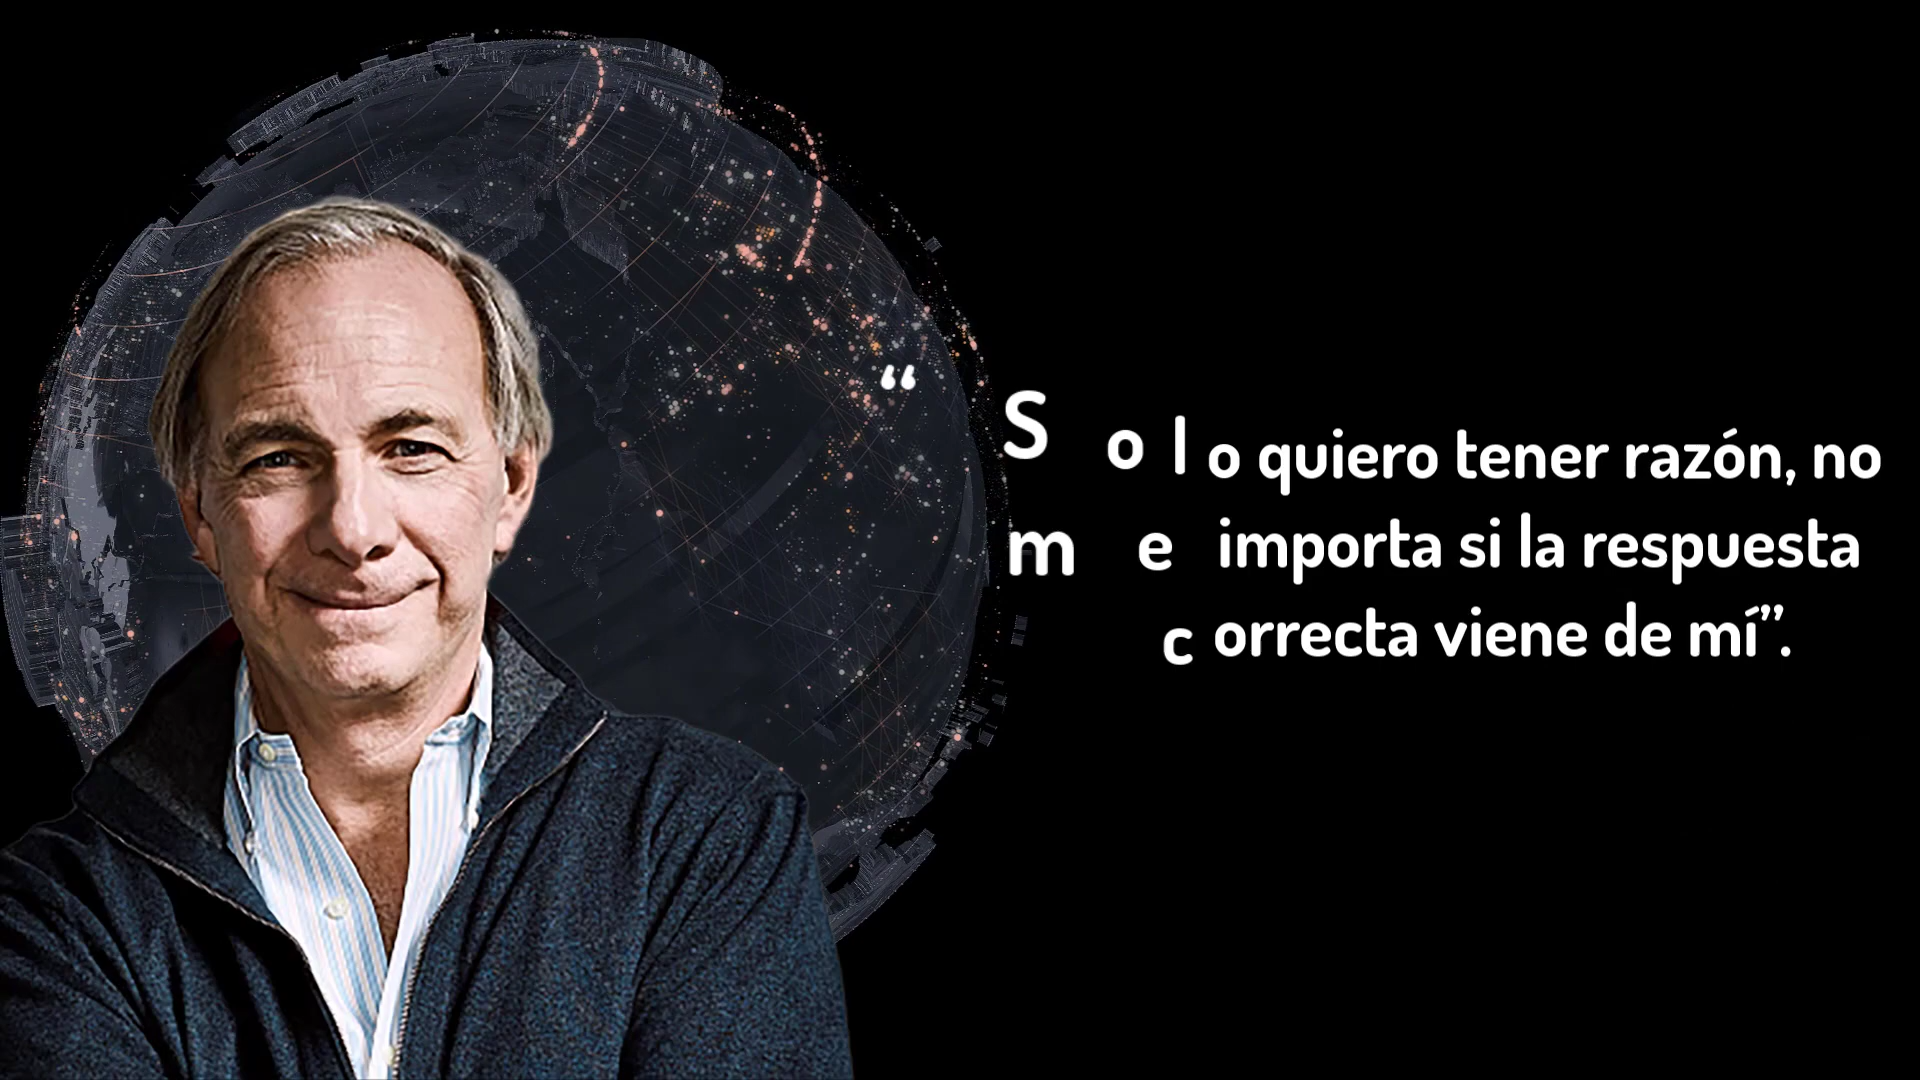 “Solo quiero tener razón, no
me importa si la respuesta
correcta viene de mí”.